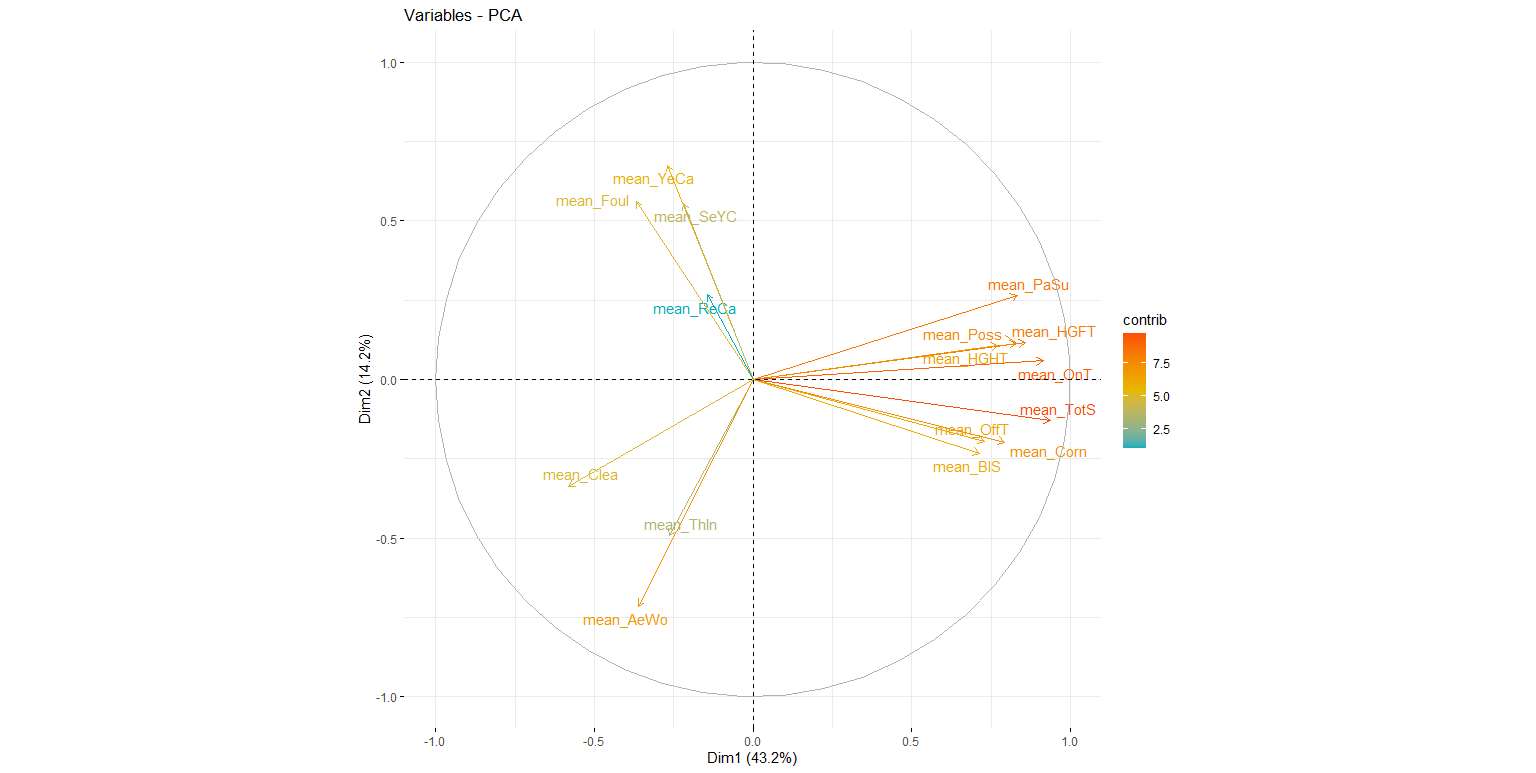 Variables - PCA
1.0
0.5
0.0
-0.5
-1.0
Dim2 (14.2%)
mean_YeCa
mean_Foul
mean_SeYC
mean_ReCa
mean_PaSu
mean_HGFT
mean_Poss
mean_HGHT
mean_OnT
mean_TotS
mean_OffT
mean_Corn
mean_BlS
mean_Clea
mean_ThIn
mean_AeWo
-1.0
-0.5
0.0
0.5
1.0
Dim1 (43.2%)
contrib
7.5
5.0
2.5